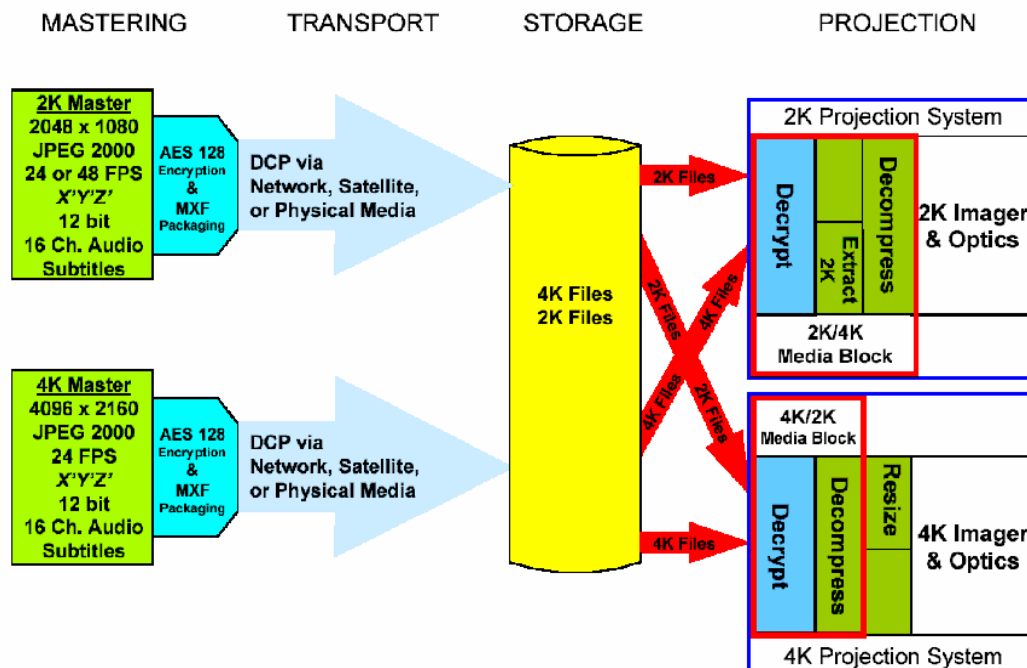 MASTERING
TRANSPORT
STORAGE
PROJECTION
2K Master
2048 x 1080
JPEG 2000
24 or 48 FPS
X'Y'Z'
12 bit
16 Ch. Audio
Subtitles
AES 128
Encryption
&
MXF
Packaging
DCP via
Network, Satellite,
or Physical Media
4K Master
4096 x 2160
JPEG 2000
24 FPS
X'Y'Z'
12 bit
16 Ch. Audio
Subtitles
AES 128
Encryption
&
MXF
Packaging
DCP via
Network, Satellite,
or Physical Media
4K Files
2K Files
2K Files
2K Files
4K Files
4K Files
2K Files
4K Files
2K Projection System
Decrypt
Extract
2K
Decompress
2K Imager
& Optics
2K/4K
Media Block
4K/2K
Media Block
Decrypt
Decompress
Resize
4K Imager
& Optics
4K Projection System